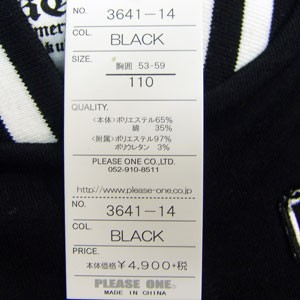 NO. 3641-14
COL. BLACK
SIZE.
胸囲 53-59
110
QUALITY.
〈本体〉ポリエステル65%
綿 35%
〈附属〉ポリエステル97%
ポリウレタン 3%
PLEASE ONE CO.,LTD.
052-910-8511
http://www.please-one.jp
NO. 3641-14
COL. BLACK
PRICE.
本体価格 ¥4,900+税
PLEASE ONE.
MADE IN CHINA